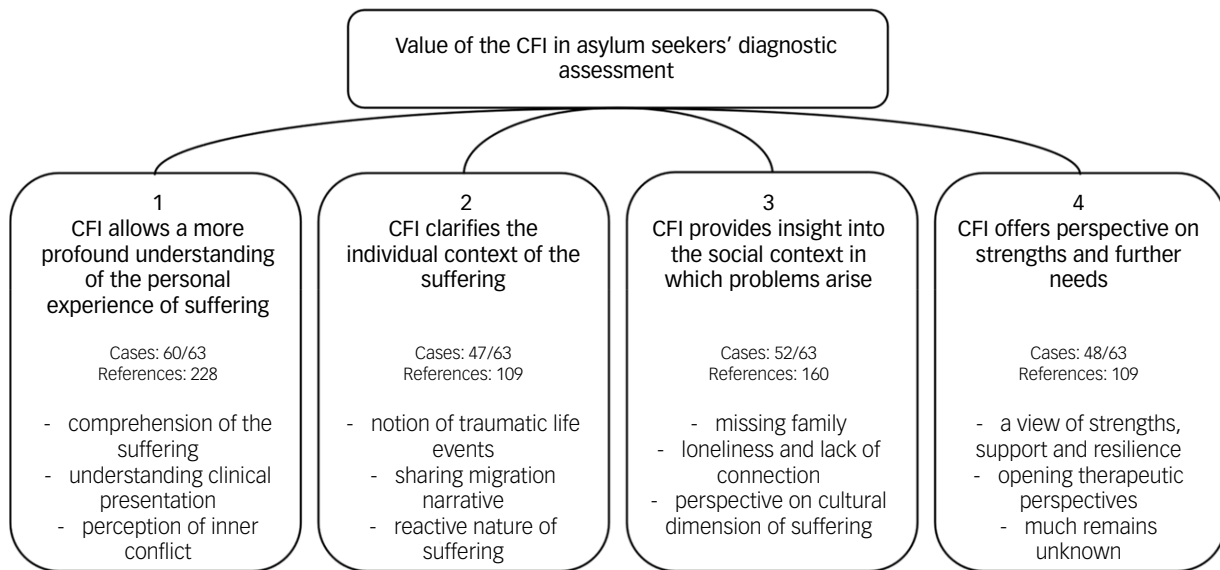 Value of the CFI in asylum seekers' diagnostic
assessment
1
CFI allows a more
profound understanding
of the personal
experience of suffering
Cases: 60/63
References: 228
- comprehension of the
suffering
- understanding clinical
presentation
- perception of inner
conflict
2
CFI clarifies the
individual context of the
suffering
Cases: 47/63
References: 109
- notion of traumatic life
events
- sharing migration
narrative
- reactive nature of
suffering
3
CFI provides insight into
the social context in
which problems arise
Cases: 52/63
References: 160
- missing family
- loneliness and lack of
connection
- perspective on cultural
dimension of suffering
4
CFI offers perspective on
strengths and further
needs
Cases: 48/63
References: 109
- a view of strengths,
support and resilience
- opening therapeutic
perspectives
- much remains
unknown